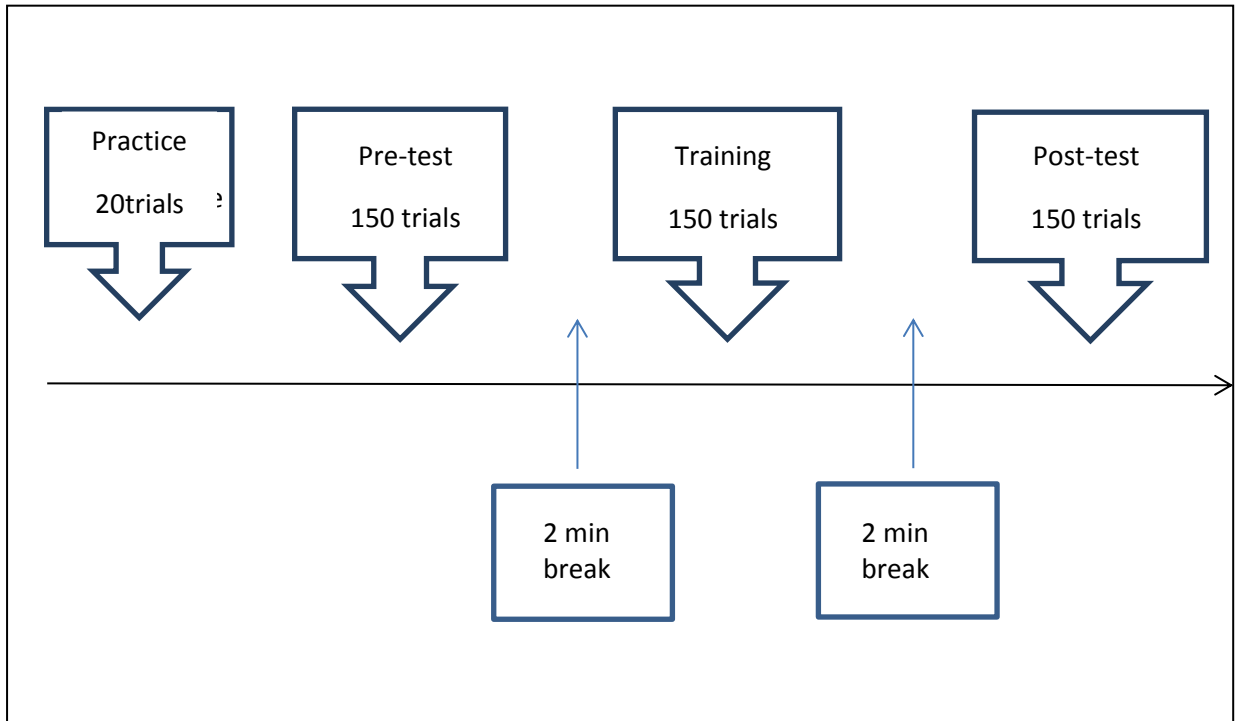 Practice
20trials
Pre-test
150 trials
Training
150 trials
Post-test
150 trials
2 min
break
2 min
break